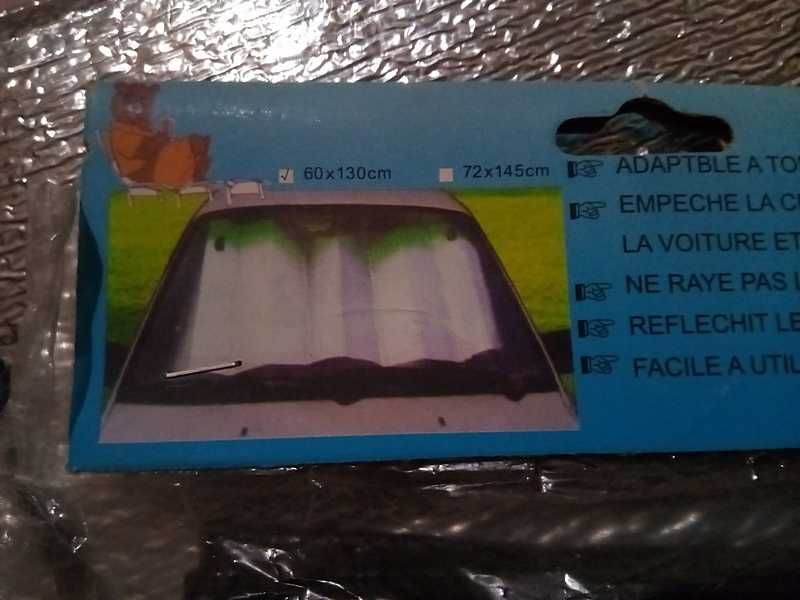 60x130cm
72x145cm
ADAPTBLE A TO
EMPECHE LA C
LA VOITURE ET
NE RAYE PAS L
REFLECHIT LE
FACILE A UTIL